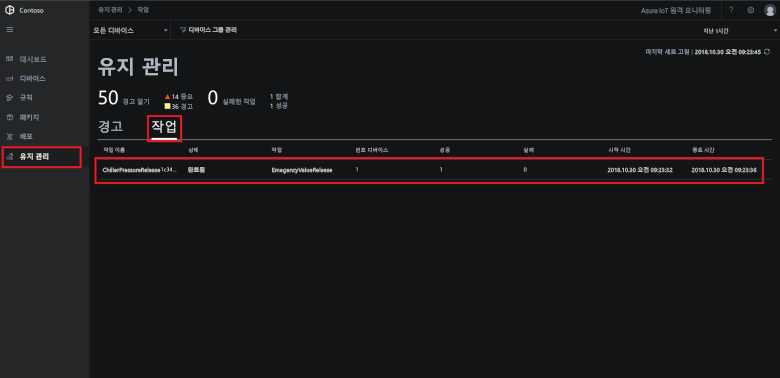 Contoso
유지 관리 > 작업
Azure IoT 원격 모니터링
?
모든 디바이스
디바이스 그룹 관리
지난 1시간
마지막 새로 고침 | 2018.10.30 오전 09:23:45
대시보드
디바이스
규칙
패키지
배포
유지 관리
유지 관리
50 경고 열기
14 중요
36 경고
0 실패한 작업
1 합계
1 성공
경고 작업
작업 이름 상태 작업 번호 디바이스 성공 실패 시작 시간 종료 시간
ChillerPressureRelease1c34... 완료됨 EmegencyValueRelease 1 1 0 2018.10.30 오전 09:23:32 2018.10.30 오전 09:23:36